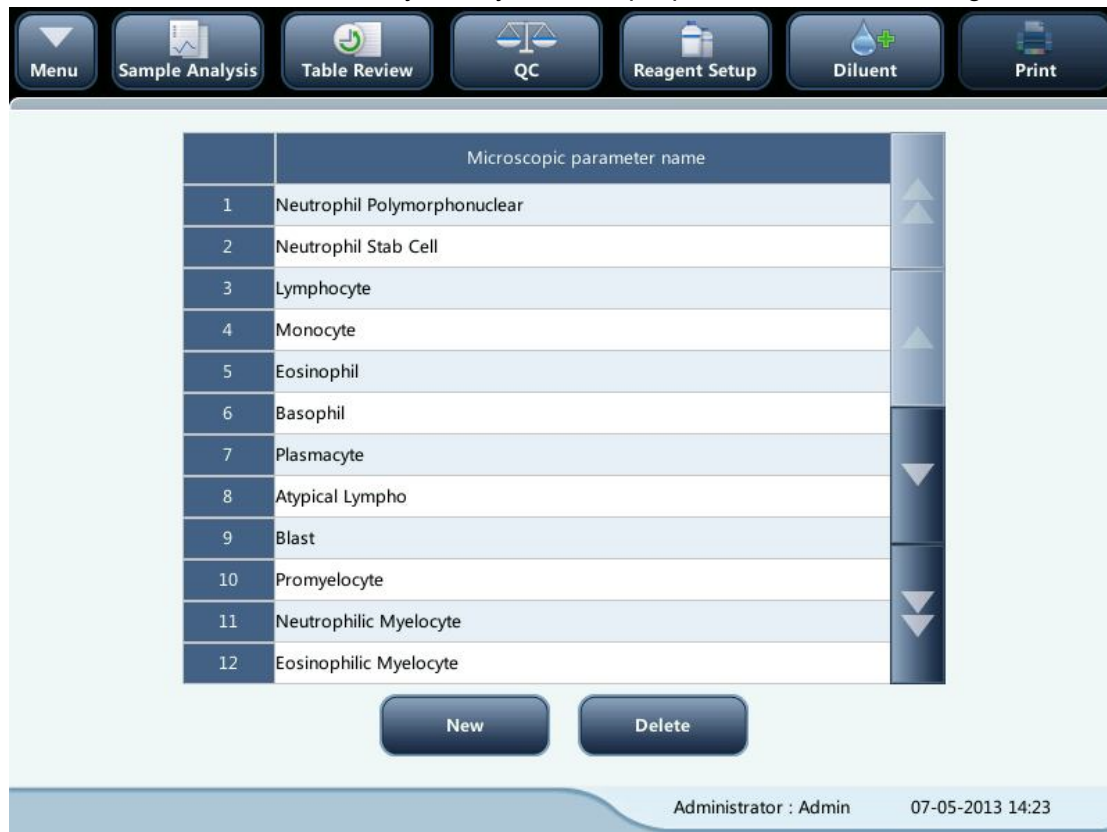 Menu Sample Analysis Table Review QC Reagent Setup Diluent Print
Microscopic parameter name
1 Neutrophil Polymorphonuclear
2 Neutrophil Stab Cell
3 Lymphocyte
4 Monocyte
5 Eosinophil
6 Basophil
7 Plasmacyte
8 Atypical Lympho
9 Blast
10 Promyelocyte
11 Neutrophilic Myelocyte
12 Eosinophilic Myelocyte
New Delete
Administrator : Admin 07-05-2013 14:23